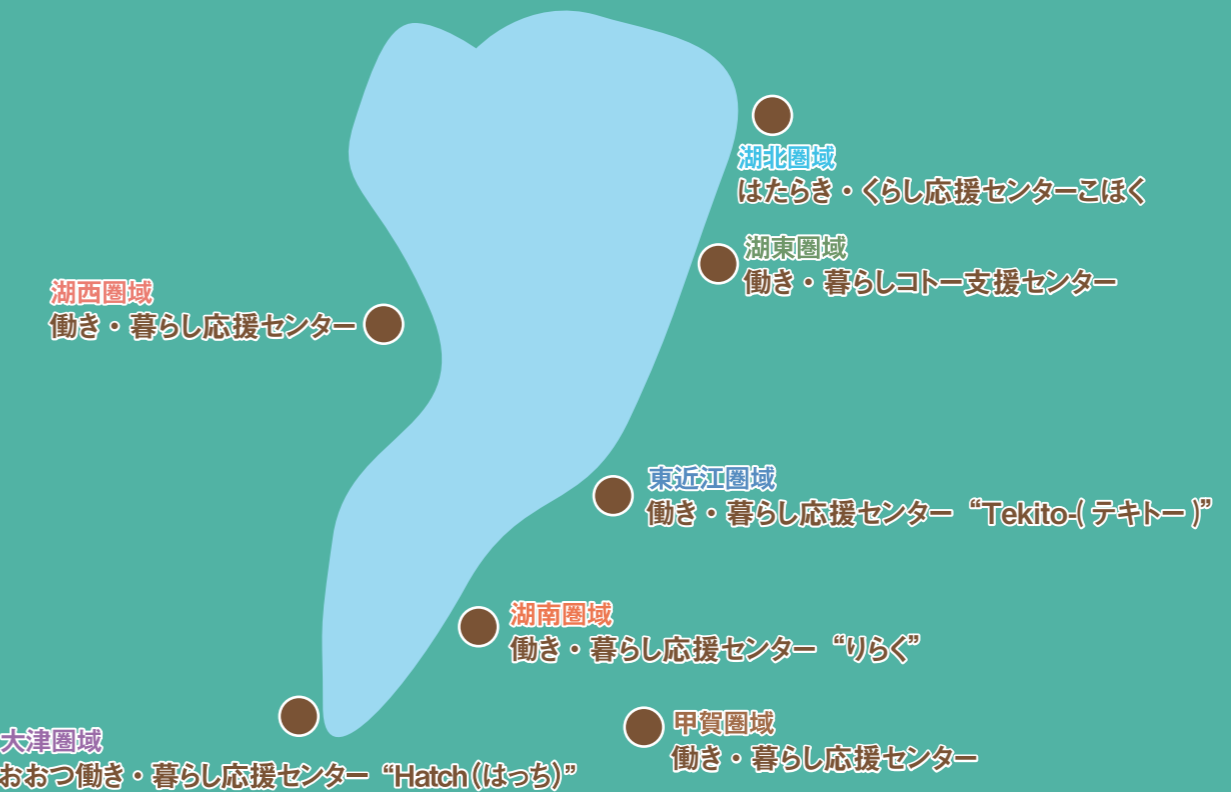 湖北圏域
はたらき・くらし応援センターこほく
湖東圏域
働き・暮らしコトー支援センター
湖西圏域
働き・暮らし応援センター
東近江圏域
働き・暮らし応援センター “Tekito-( テキトー )”
湖南圏域
働き・暮らし応援センター “りらく”
甲賀圏域
働き・暮らし応援センター
大津圏域
おおつ働き・暮らし応援センター “Hatch(はっち)”